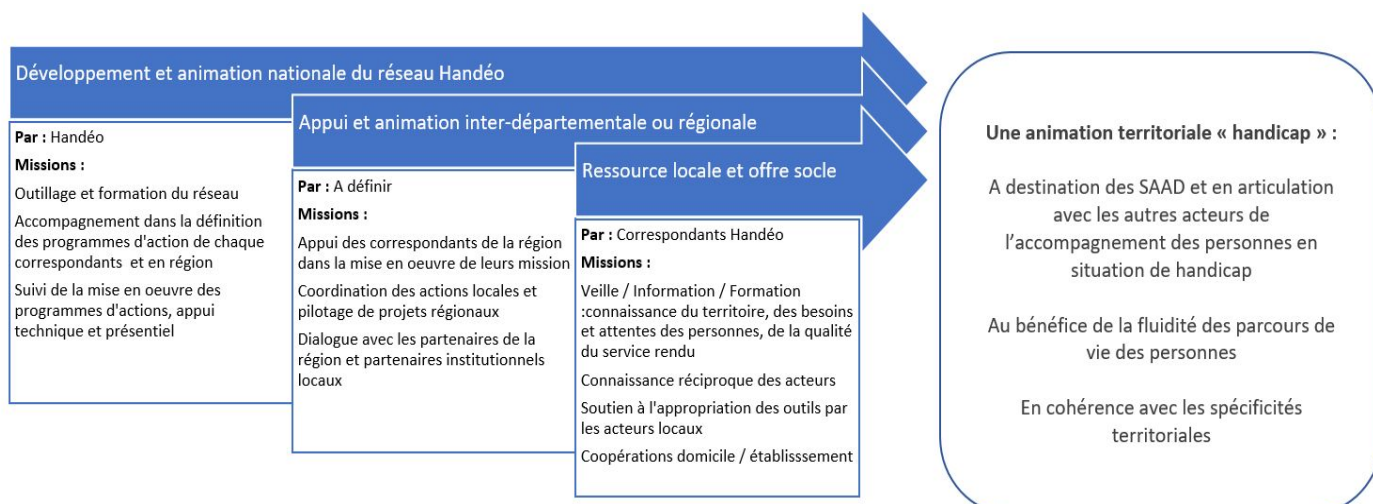 Développement et animation nationale du réseau Handéo
Par : Handéo
Missions :
Outillage et formation du réseau
Accompagnement dans la définition
des programmes d'action de chaque
correspondants et en région
Suivi de la mise en oeuvre des
programmes d'actions, appui
technique et présentiel
Appui et animation inter-départementale ou régionale
Par : A définir
Missions :
Appui des correspondants de la région
dans la mise en oeuvre de leurs mission
Coordination des actions locales et
pilotage de projets régionaux
Dialogue avec les partenaires de la
région et partenaires institutionnels
locaux
Ressource locale et offre socle
Par : Correspondants Handéo
Missions :
Veille / Information / Formation
:connaissance du territoire, des besoins
et attentes des personnes, de la qualité
du service rendu
Connaissance réciproque des acteurs
Soutien à l'appropriation des outils par
les acteurs locaux
Coopérations domicile / établisssement
Une animation territoriale « handicap » :
A destination des SAAD et en articulation
avec les autres acteurs de
l'accompagnement des personnes en
situation de handicap
Au bénéfice de la fluidité des parcours de
vie des personnes
En cohérence avec les spécificités
territoriales